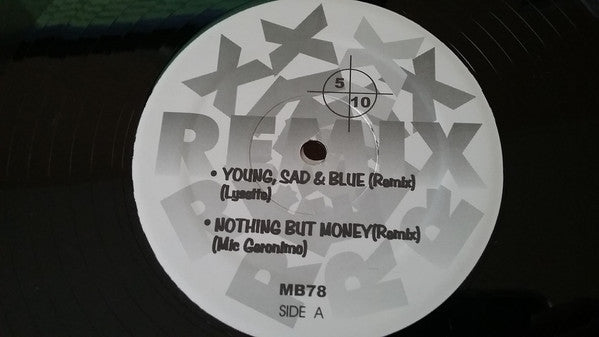 5
10
REMIX
• YOUNG, SAD & BLUE (Remix)
(Lysette)
• NOTHING BUT MONEY(Remix)
(Mic Geronimo)
MB78
SIDE A